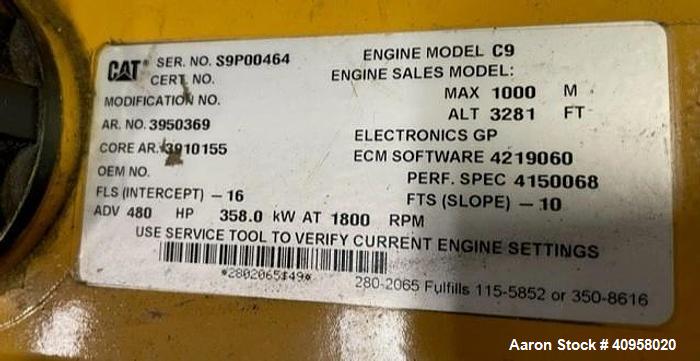 CAT SER. NO. S9P00464 ENGINE MODEL C9
CERT. NO. ENGINE SALES MODEL:
MODIFICATION NO. MAX 1000 M
ALT 3281 FT
AR. NO. 3950369 ELECTRONICS GP
CORE AR. 3910155 ECM SOFTWARE 4219060
OEM NO. PERF. SPEC 4150068
FLS (INTERCEPT) -16 FTS (SLOPE) -10
ADV 480 HP 358.0 kW AT 1800 RPM
USE SERVICE TOOL TO VERIFY CURRENT ENGINE SETTINGS
*2802065$49* 280-2065 Fulfills 115-5852 or 350-8616
Aaron Stock # 40958020